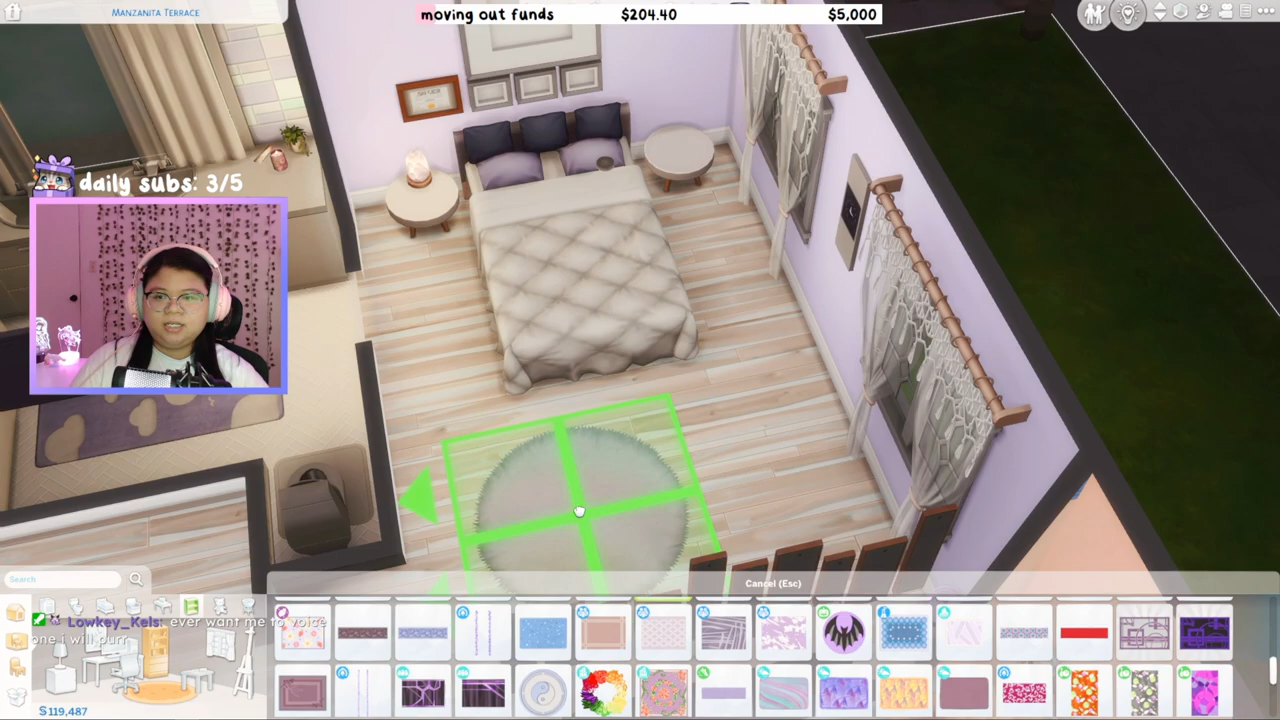 MANZANITA TERRACE
moving out funds $204.40 $5,000
daily subs: 3/5
Cancel (Esc)
Search
Lowkey_Kels: ever want me to voice
one i will purr
$119,487